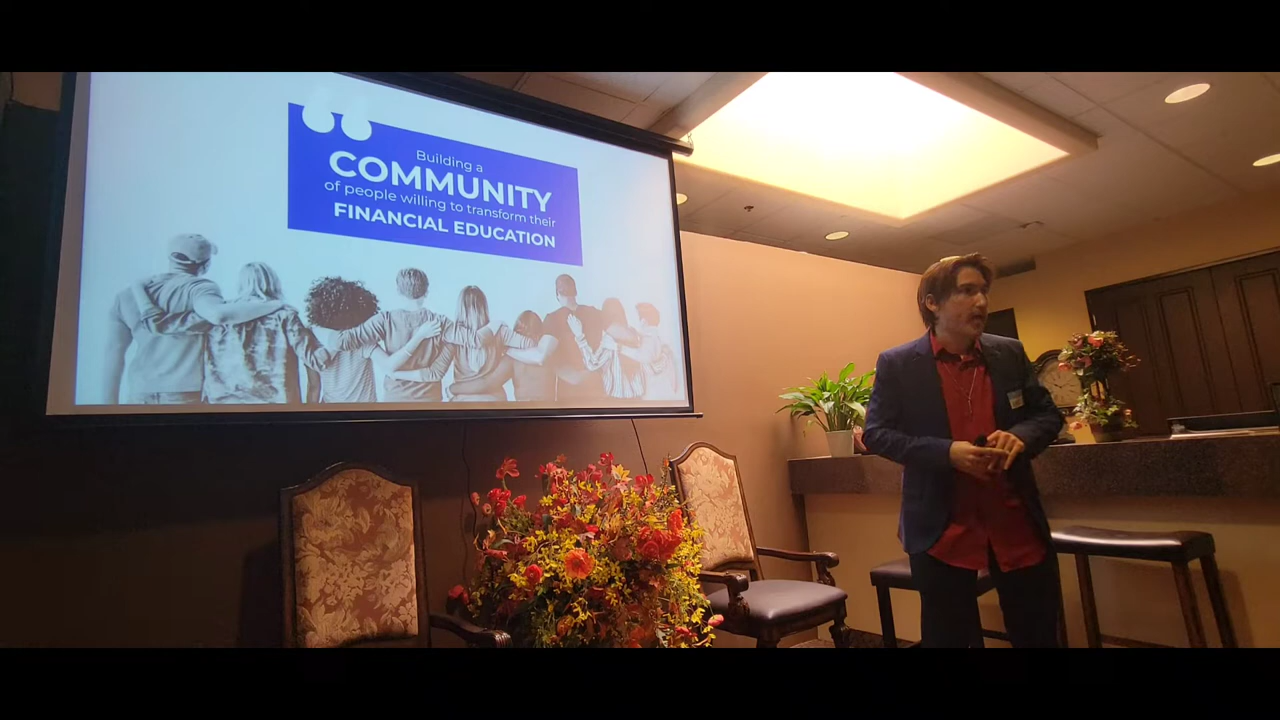 Building a
COMMUNITY
of people willing to transform their
FINANCIAL EDUCATION